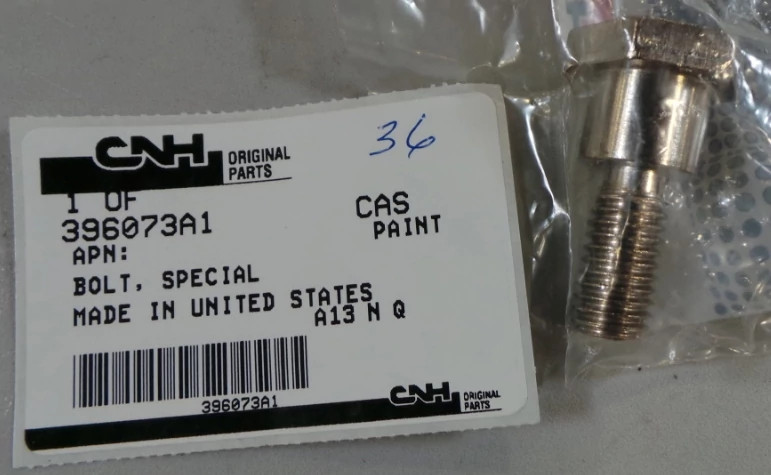 36
CNH ORIGINAL PARTS
1 OF
396073A1 CAS
PAINT
APN:
BOLT, SPECIAL
MADE IN UNITED STATES
A13 N Q
396073A1
CNH ORIGINAL PARTS